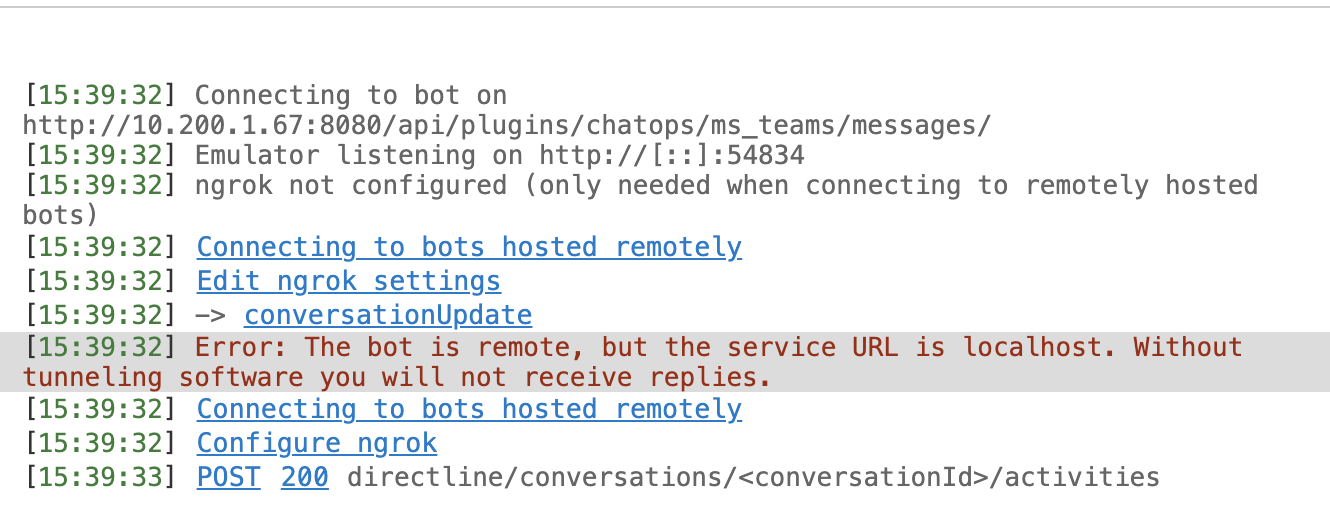 [15:39:32] Connecting to bot on
http://10.200.1.67:8080/api/plugins/chatops/ms_teams/messages/
[15:39:32] Emulator listening on http://[::]:54834
[15:39:32] ngrok not configured (only needed when connecting to remotely hosted
bots)
[15:39:32] Connecting to bots hosted remotely
[15:39:32] Edit ngrok settings
[15:39:32] -> conversationUpdate
[15:39:32] Error: The bot is remote, but the service URL is localhost. Without
tunneling software you will not receive replies.
[15:39:32] Connecting to bots hosted remotely
[15:39:32] Configure ngrok
[15:39:33] POST 200 directline/conversations/<conversationId>/activities